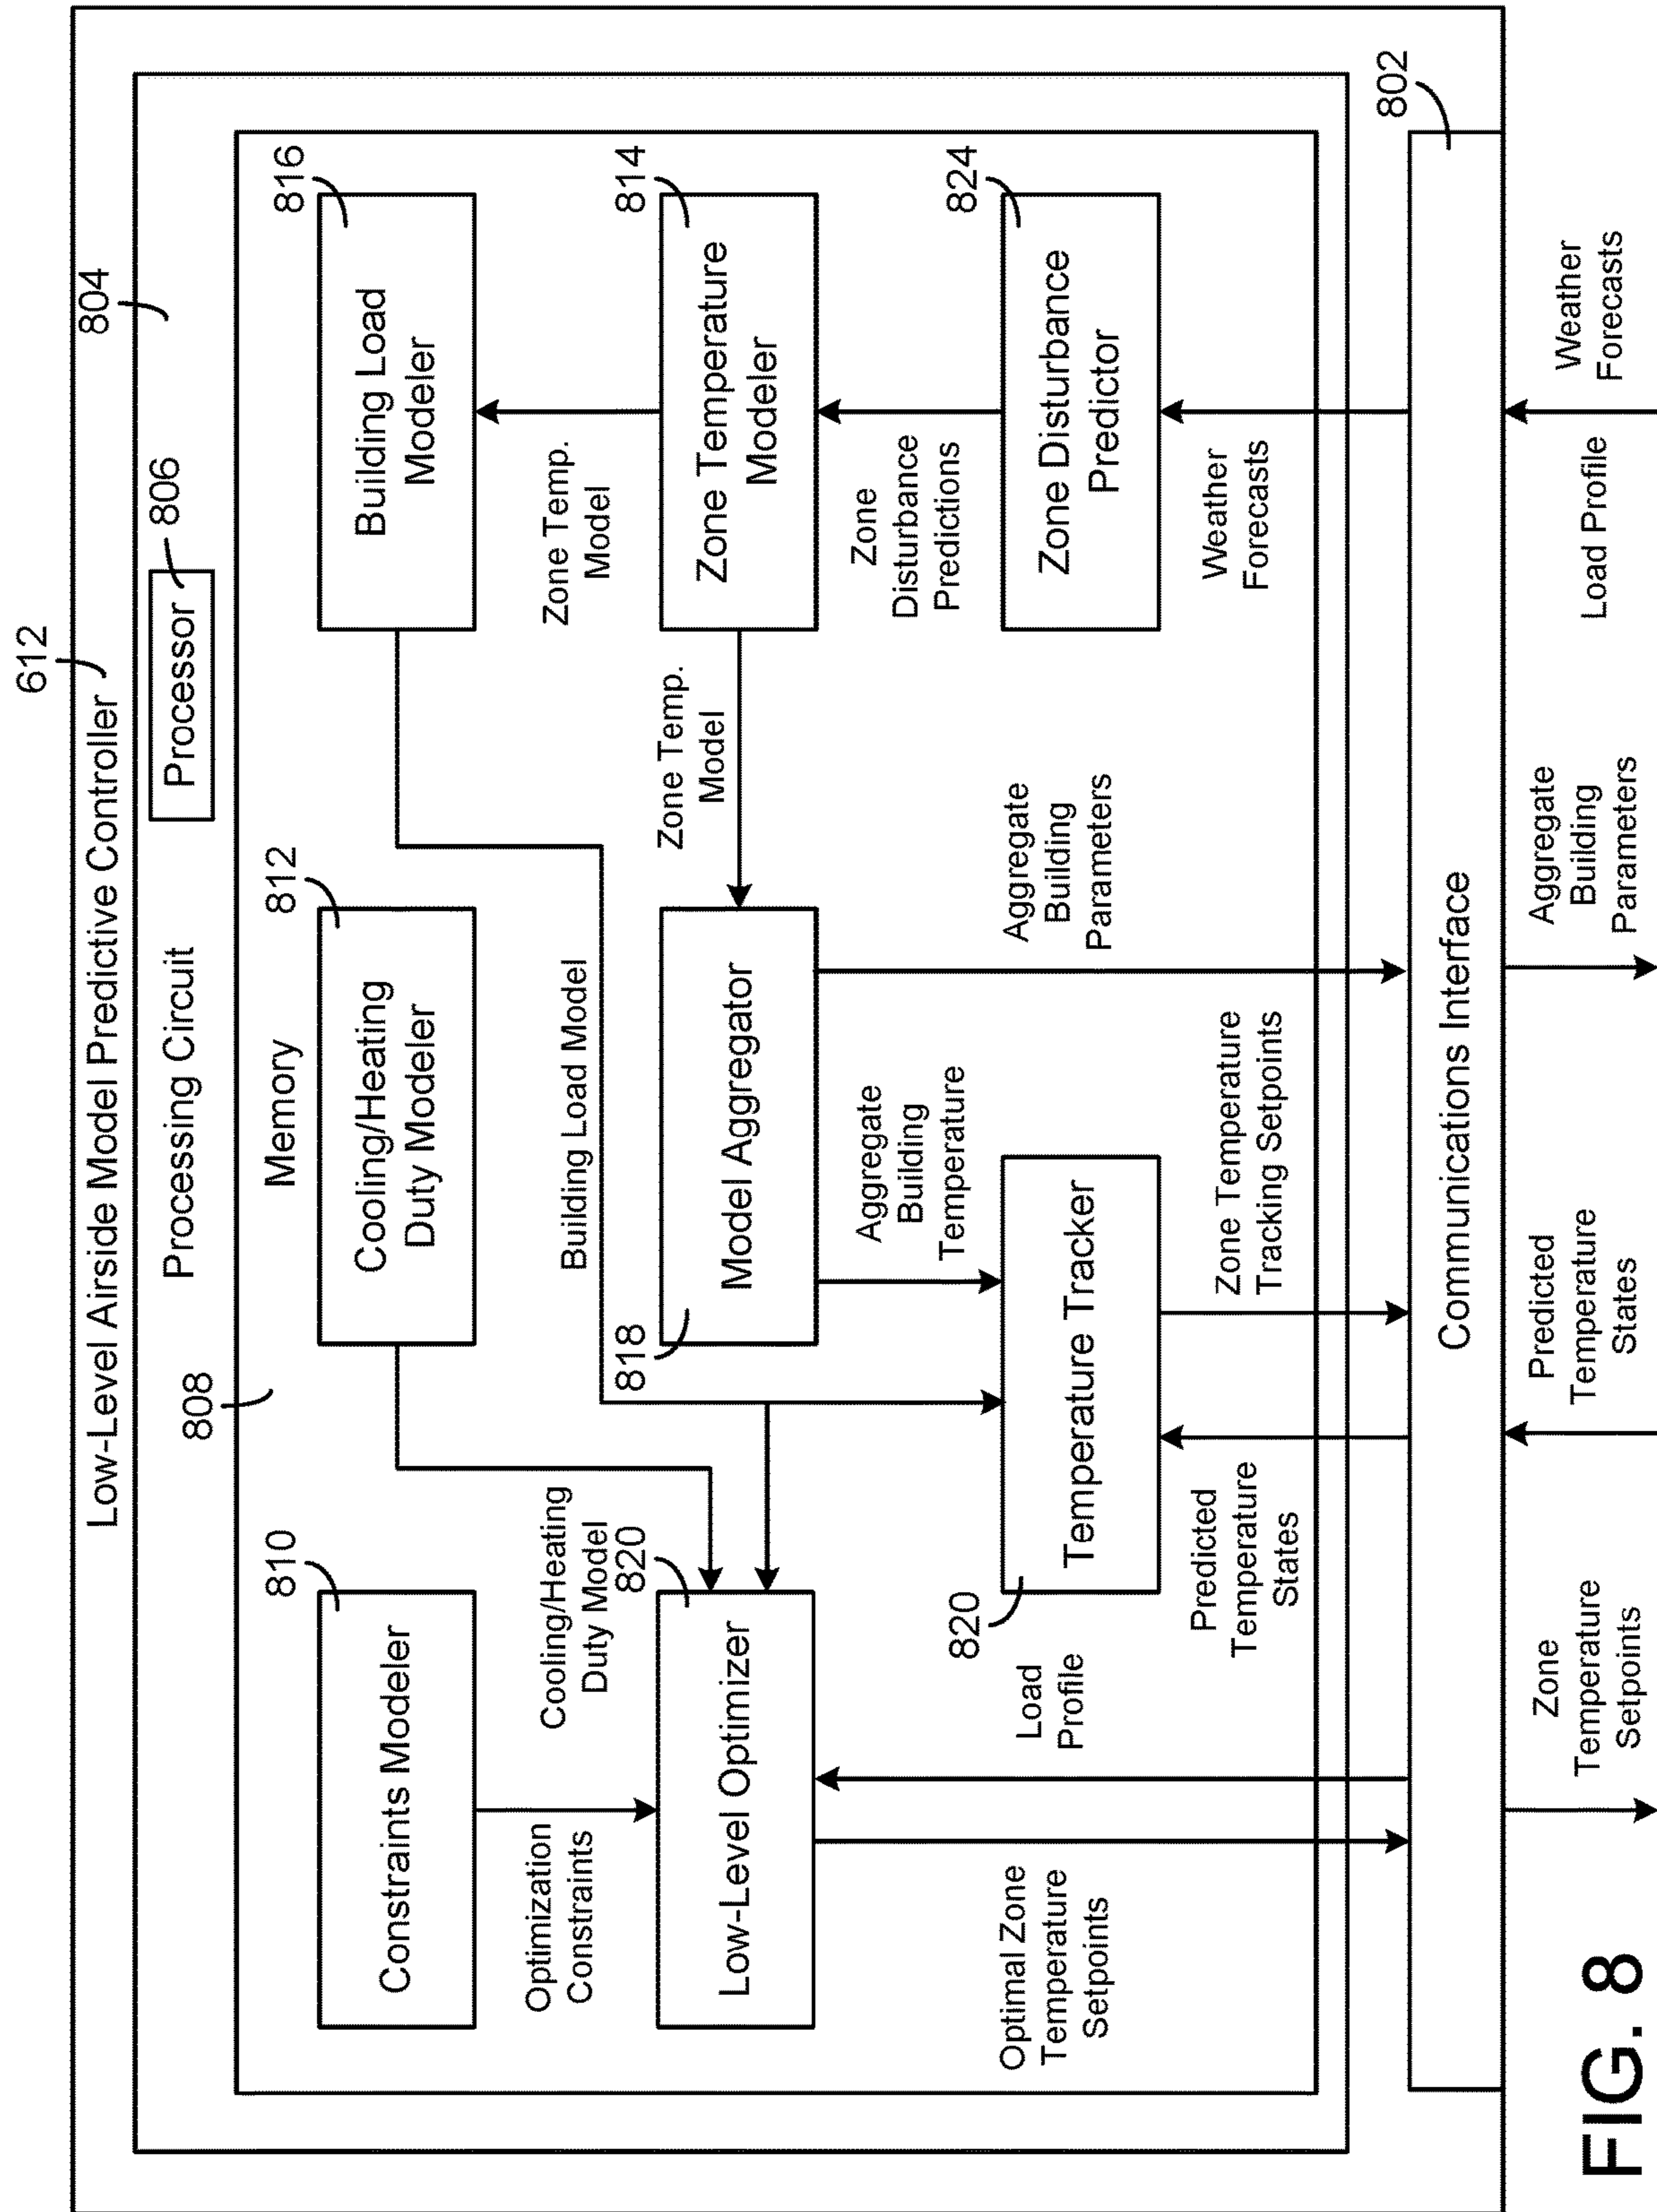 612
Low-Level Airside Model Predictive Controller
804
Processing Circuit
Processor
806
808
Memory
810
Constraints Modeler
812
Cooling/Heating
Duty Modeler
816
Building Load
Modeler
Optimization
Constraints
Cooling/Heating
Duty Model
Building Load Model
Zone Temp.
Model
820
Low-Level Optimizer
818
Model Aggregator
Zone Temp.
Model
814
Zone Temperature
Modeler
Aggregate
Building
Temperature
Aggregate
Building
Parameters
Zone
Disturbance
Predictions
Optimal Zone
Temperature
Setpoints
Load
Profile
820
Temperature Tracker
824
Zone Disturbance
Predictor
Predicted
Temperature
States
Zone Temperature
Tracking Setpoints
Weather
Forecasts
802
Communications Interface
Zone
Temperature
Setpoints
Predicted
Temperature
States
Aggregate
Building
Parameters
Load Profile
Weather
Forecasts
FIG. 8